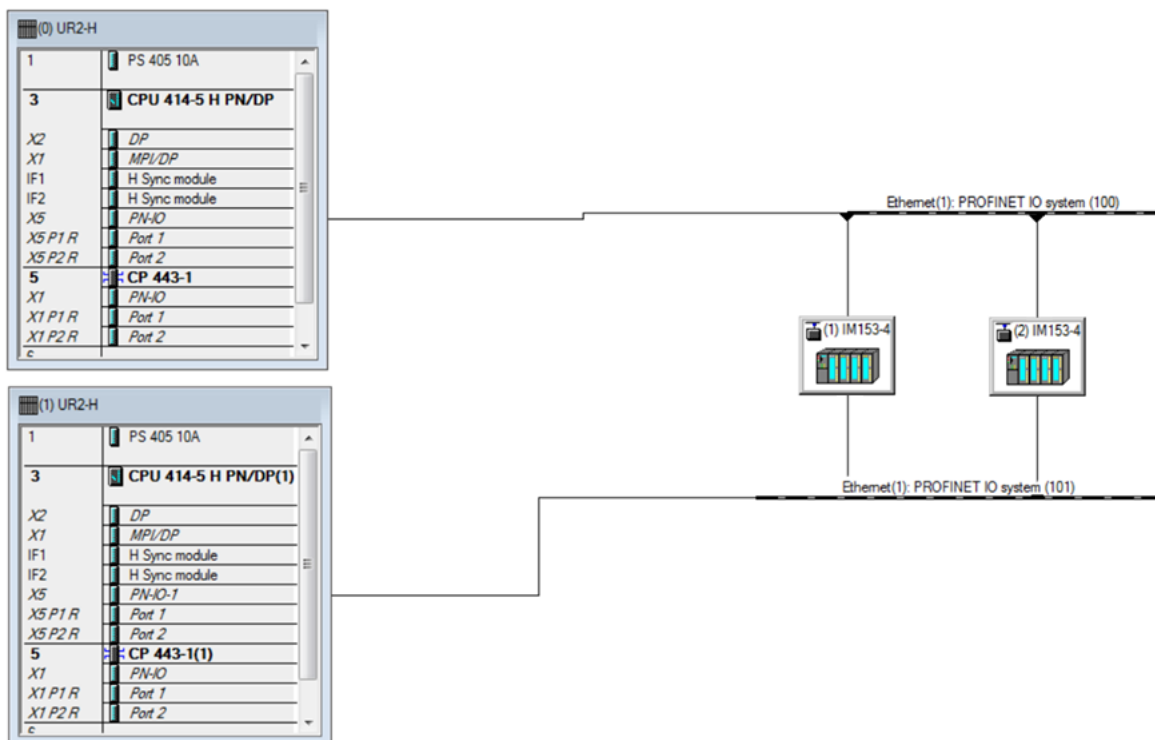 (0) UR2-H
1 PS 405 10A
3 CPU 414-5 H PN/DP
X2 DP
X1 MPI/DP
IF1 H Sync module
IF2 H Sync module
X5 PN-IO
X5 P1 R Port 1
X5 P2 R Port 2
5 CP 443-1
X1 PN-IO
X1 P1 R Port 1
X1 P2 R Port 2
Ethernet(1): PROFINET IO system (100)
(1) IM153-4
(2) IM153-4
(1) UR2-H
1 PS 405 10A
3 CPU 414-5 H PN/DP(1)
X2 DP
X1 MPI/DP
IF1 H Sync module
IF2 H Sync module
X5 PN-IO-1
X5 P1 R Port 1
X5 P2 R Port 2
5 CP 443-1(1)
X1 PN-IO
X1 P1 R Port 1
X1 P2 R Port 2
Ethernet(1): PROFINET IO system (101)